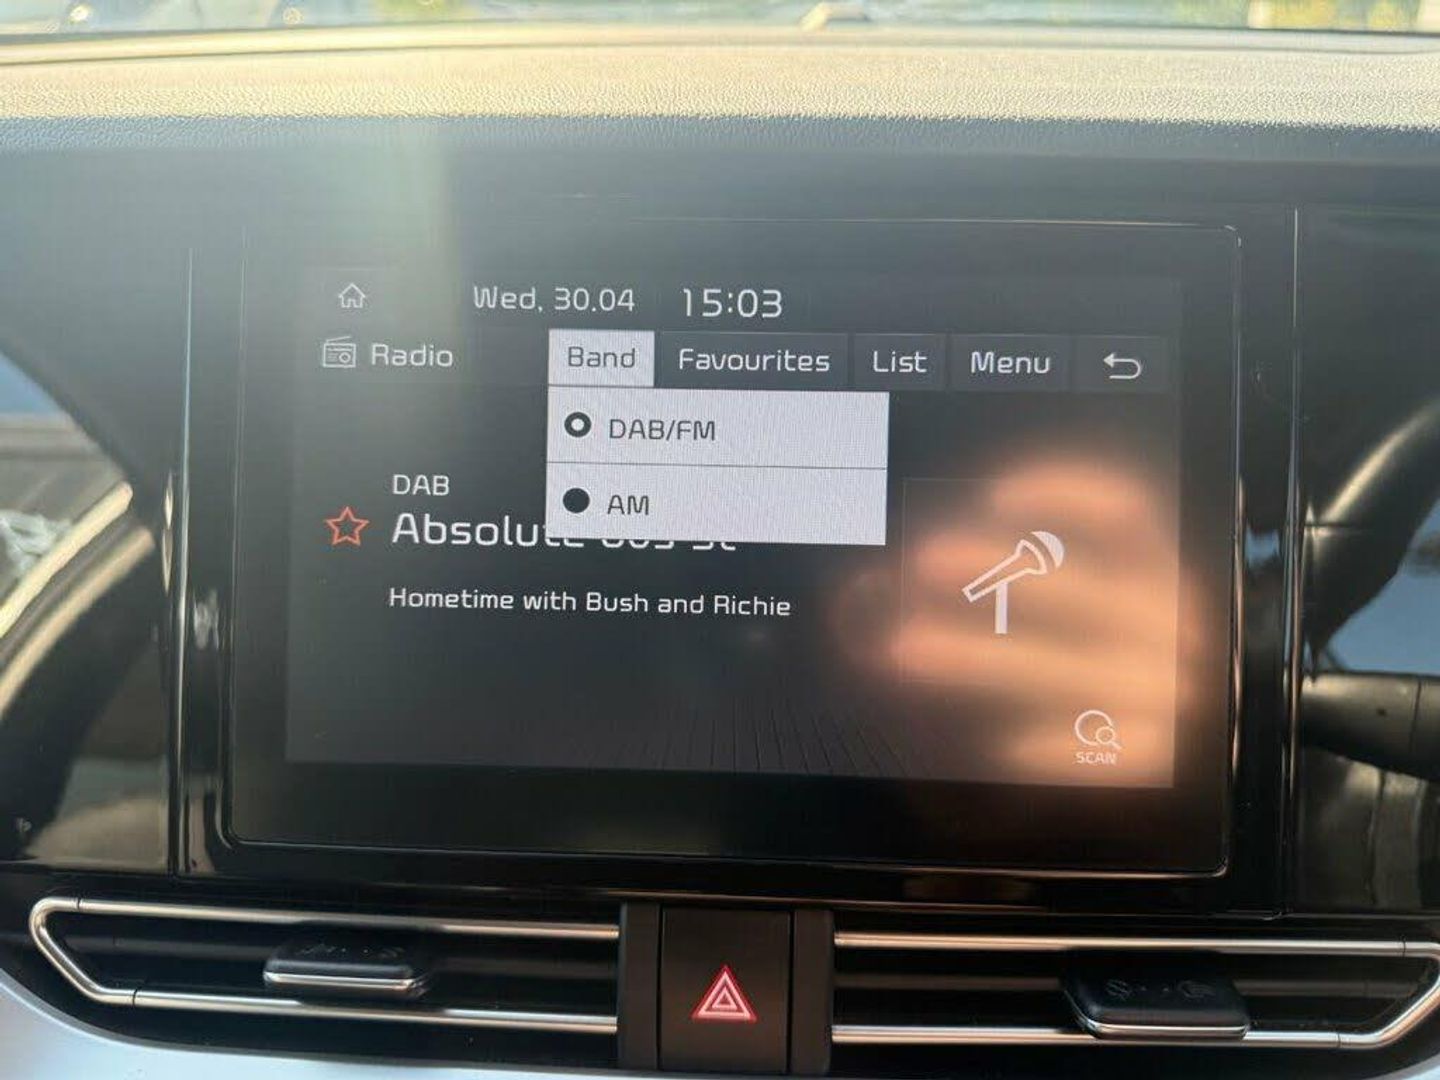 Wed, 30.04 15:03
Radio Band Favourites List Menu
DAB/FM
AM
DAB
Hometime with Bush and Richie
SCAN